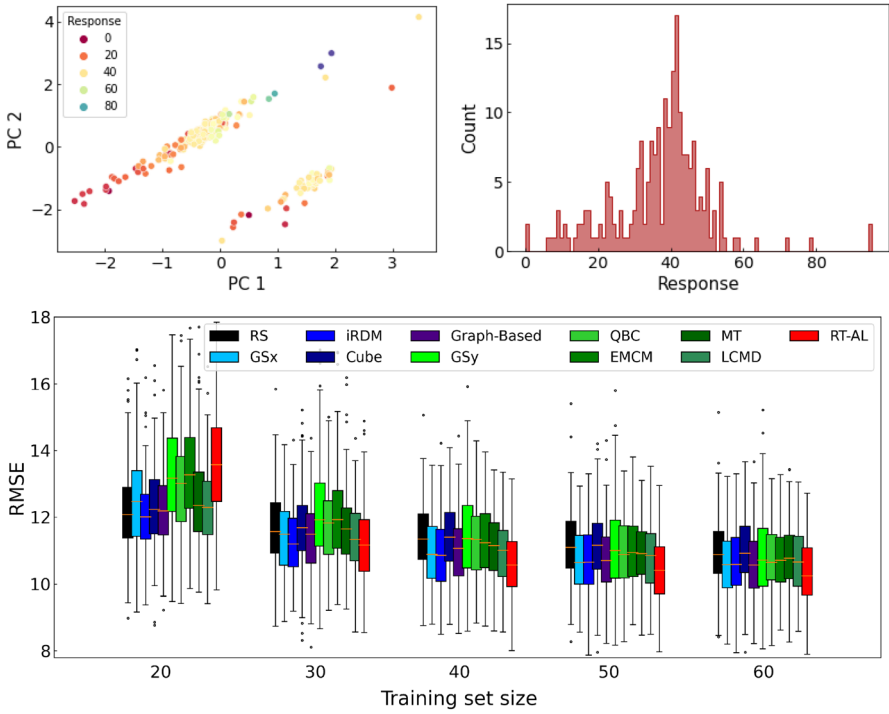 Response
0
20
40
60
80
4
2
0
−2
PC 2
−2
−1
0
1
2
3
PC 1
15
10
5
0
Count
0
20
40
60
80
Response
18
16
14
12
10
8
RMSE
RS
iRDM
Graph-Based
QBC
MT
RT-AL
GSx
Cube
GSy
EMCM
LCMD
20
30
40
50
60
Training set size